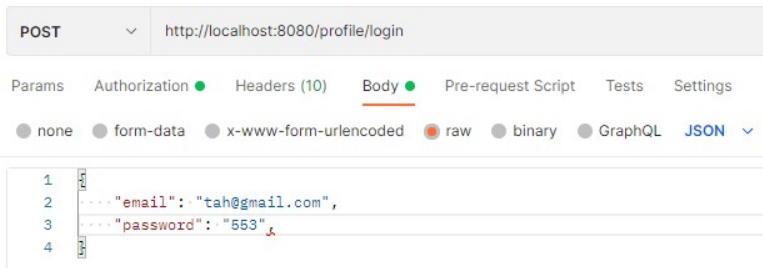 POST http://localhost:8080/profile/login
Params Authorization Headers (10) Body Pre-request Script Tests Settings
none form-data x-www-form-urlencoded raw binary GraphQL JSON
1 {
2 "email": "tah@gmail.com",
3 "password": "553",
4 }